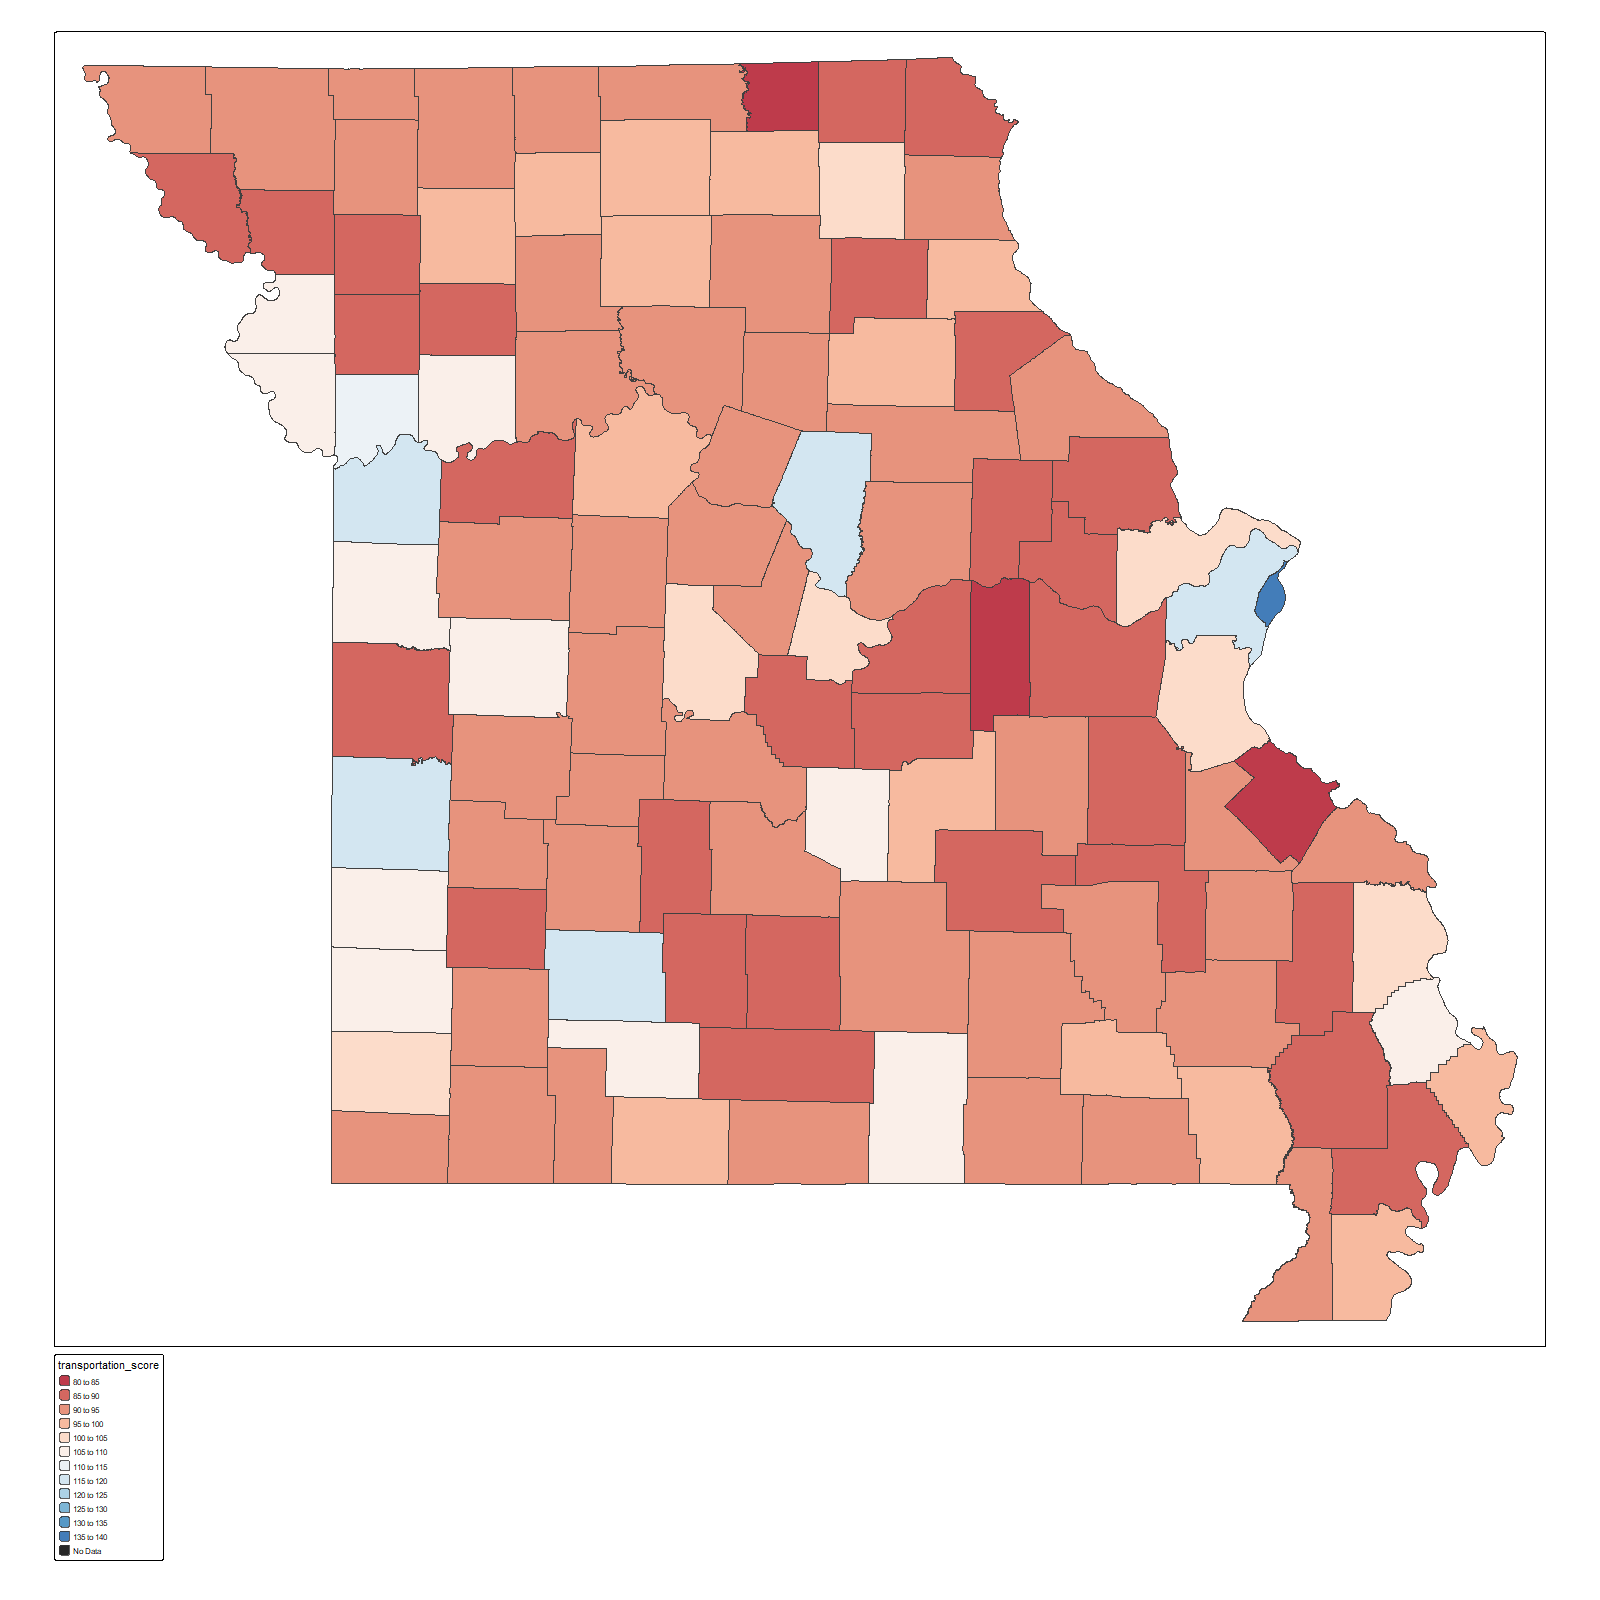 transportation_score
80 to 85
85 to 90
90 to 95
95 to 100
100 to 105
105 to 110
110 to 115
115 to 120
120 to 125
125 to 130
130 to 135
135 to 140
No Data